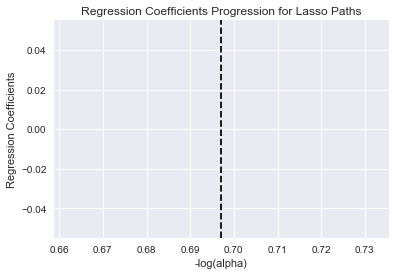 Regression Coefficients Progression for Lasso Paths
0.04
0.02
0.00
−0.02
−0.04
Regression Coefficients
0.66 0.67 0.68 0.69 0.70 0.71 0.72 0.73
-log(alpha)